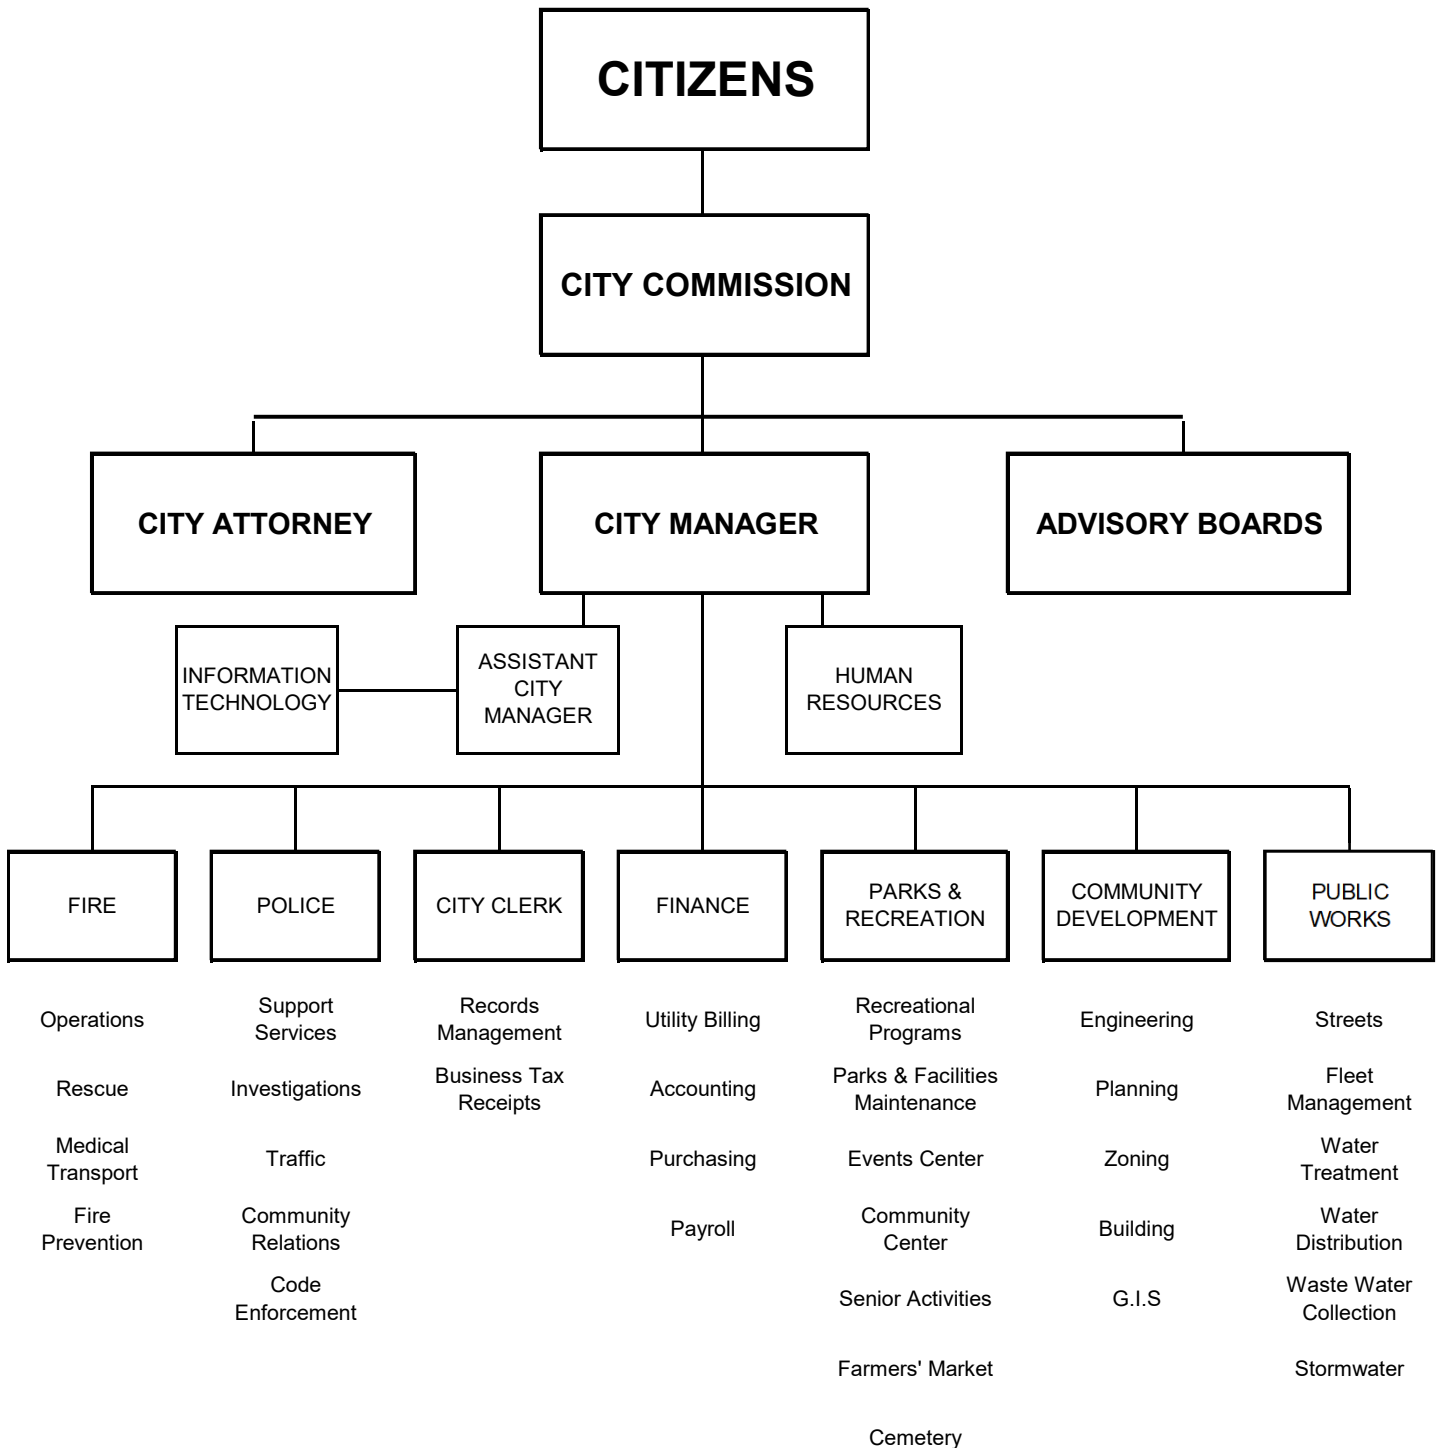 CITIZENS
CITY COMMISSION
CITY ATTORNEY
CITY MANAGER
ADVISORY BOARDS
INFORMATION
TECHNOLOGY
ASSISTANT
CITY
MANAGER
HUMAN
RESOURCES
FIRE
POLICE
CITY CLERK
FINANCE
PARKS &
RECREATION
COMMUNITY
DEVELOPMENT
PUBLIC
WORKS
Operations
Rescue
Medical
Transport
Fire
Prevention
Support
Services
Investigations
Traffic
Community
Relations
Code
Enforcement
Records
Management
Business Tax
Receipts
Utility Billing
Accounting
Purchasing
Payroll
Recreational
Programs
Parks & Facilities
Maintenance
Events Center
Community
Center
Senior Activities
Farmers' Market
Cemetery
Engineering
Planning
Zoning
Building
G.I.S
Streets
Fleet
Management
Water
Treatment
Water
Distribution
Waste Water
Collection
Stormwater